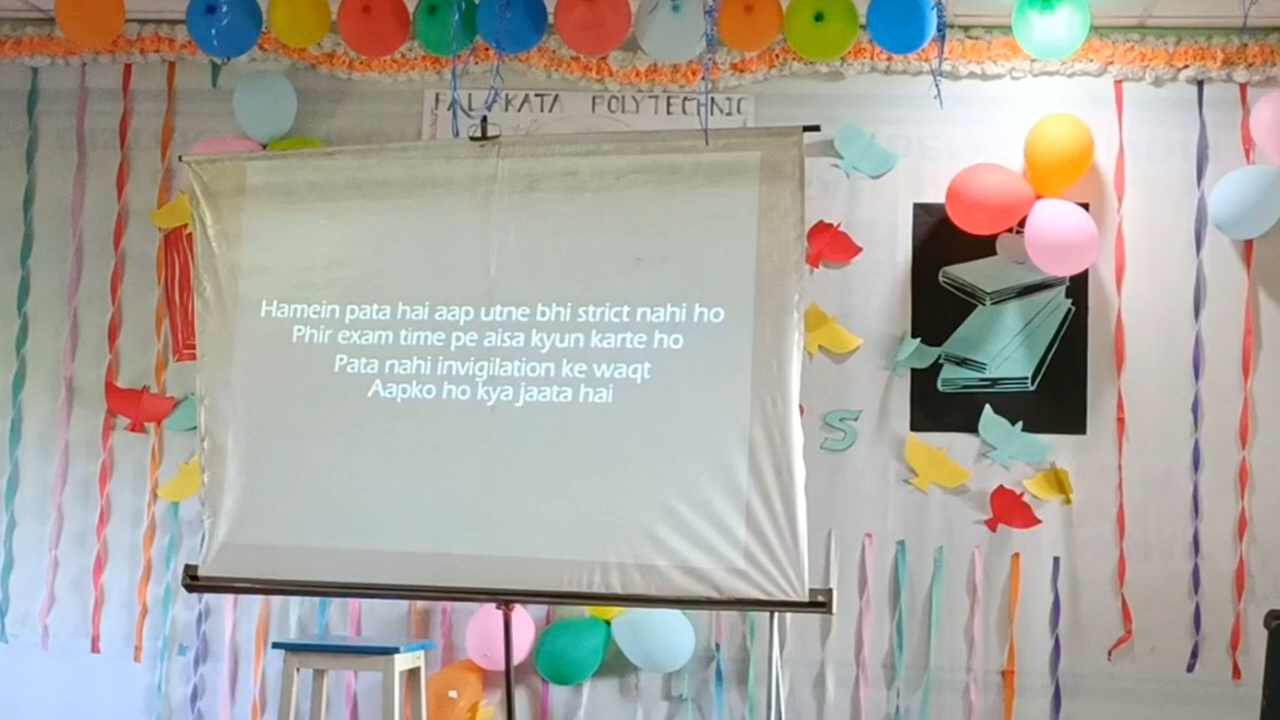 FALAKATA POLYTECHNIC
Hamein pata hai aap utne bhi strict nahi ho
Phir exam time pe aisa kyun karte ho
Pata nahi invigilation ke waqt
Aapko ho kya jaata hai
S